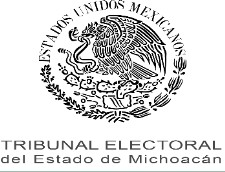 ESTADOS UNIDOS MEXICANOS
TRIBUNAL ELECTORAL
del Estado de Michoacán